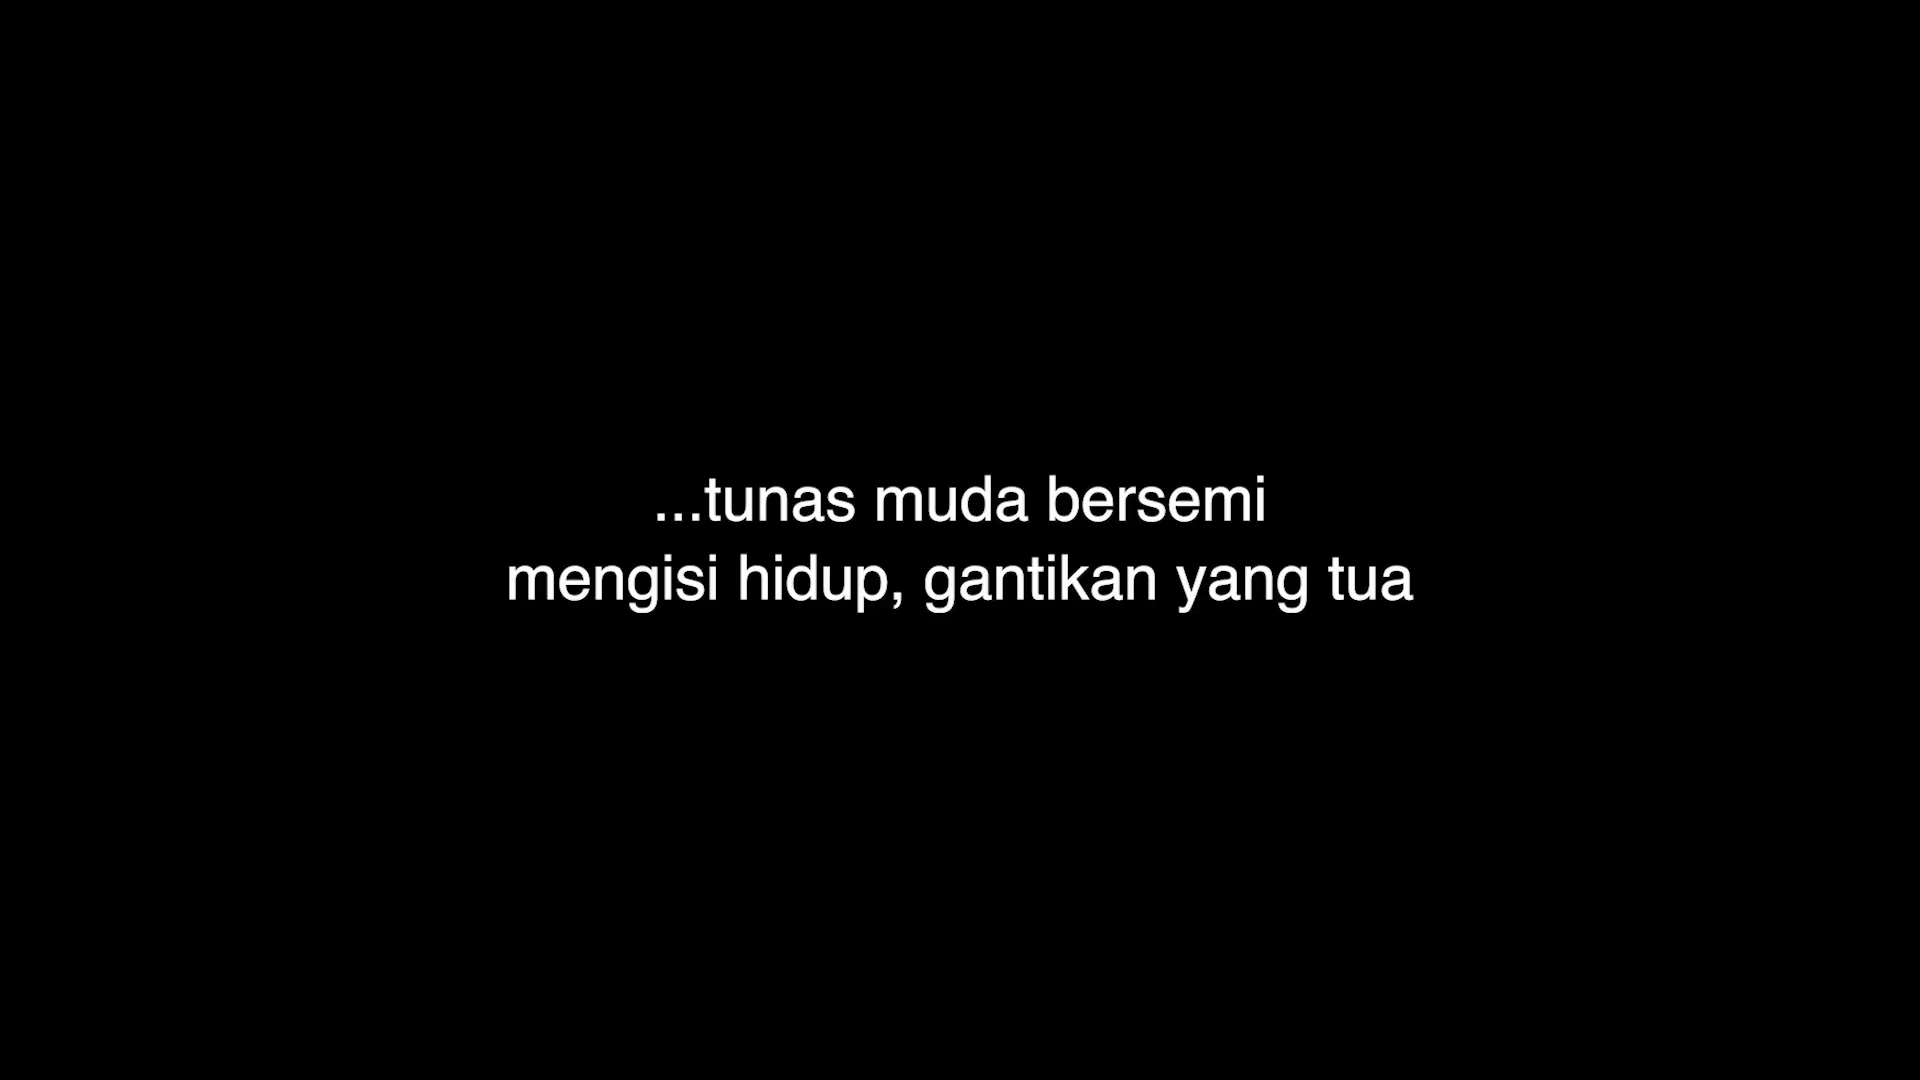 ...tunas muda bersemi
mengisi hidup, gantikan yang tua